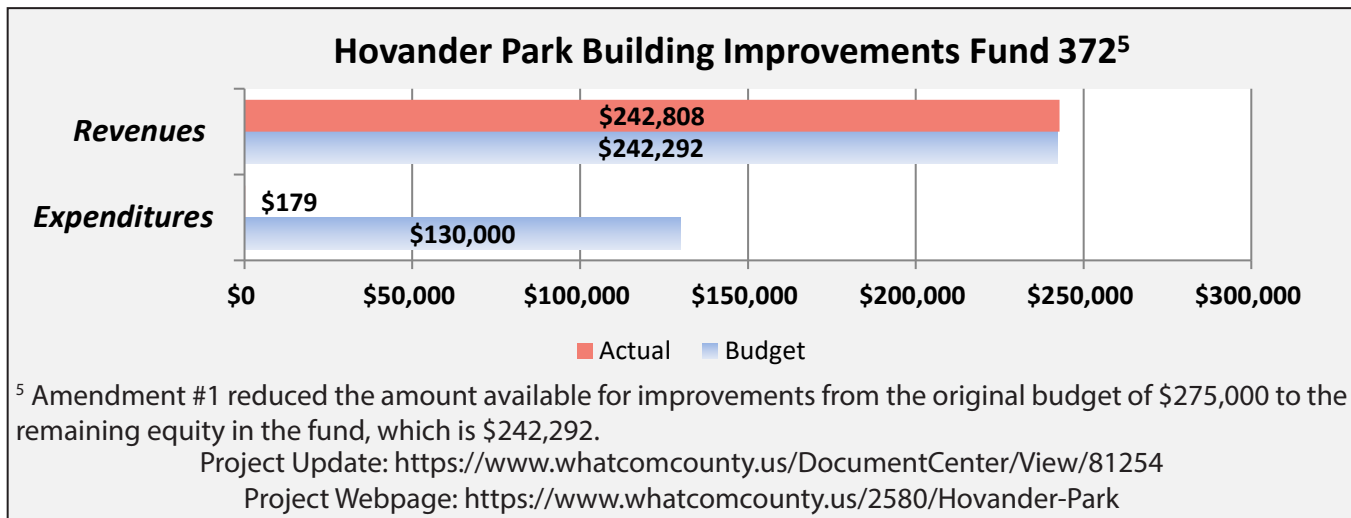 Hovander Park Building Improvements Fund 372⁵
Revenues
$242,808
$242,292
Expenditures
$179
$130,000
$0 $50,000 $100,000 $150,000 $200,000 $250,000 $300,000
Actual Budget
⁵ Amendment #1 reduced the amount available for improvements from the original budget of $275,000 to the
remaining equity in the fund, which is $242,292.
Project Update: https://www.whatcomcounty.us/DocumentCenter/View/81254
Project Webpage: https://www.whatcomcounty.us/2580/Hovander-Park